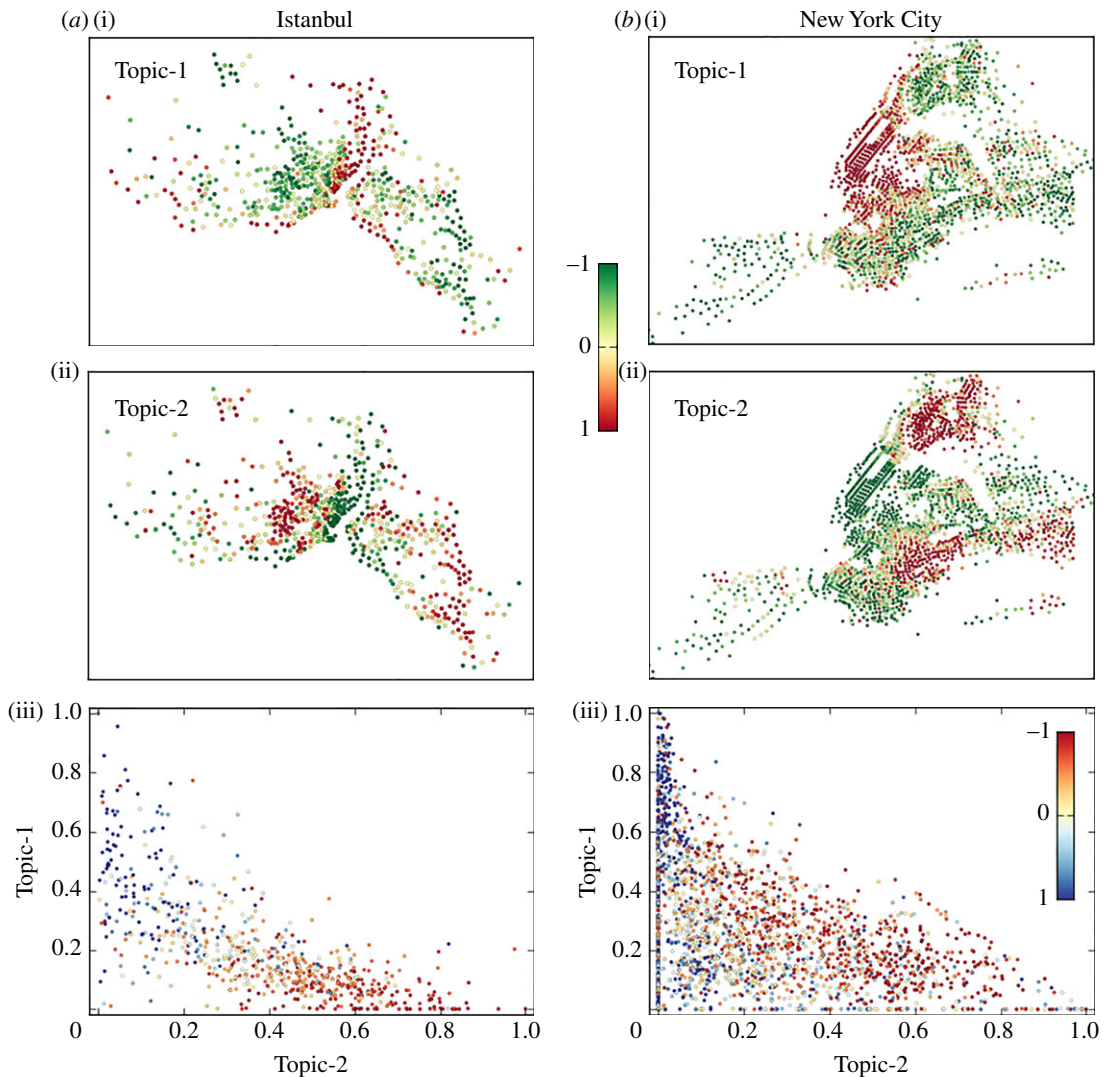 (a) (i) Istanbul
Topic-1
(b) (i) New York City
Topic-1
–1
0
1
(ii)
Topic-2
(ii)
Topic-2
(iii)
1.0
0.8
0.6
0.4
0.2
0 0.2 0.4 0.6 0.8 1.0
Topic-1
Topic-2
(iii)
1.0
0.8
0.6
0.4
0.2
0 0.2 0.4 0.6 0.8 1.0
Topic-1
Topic-2
–1
0
1